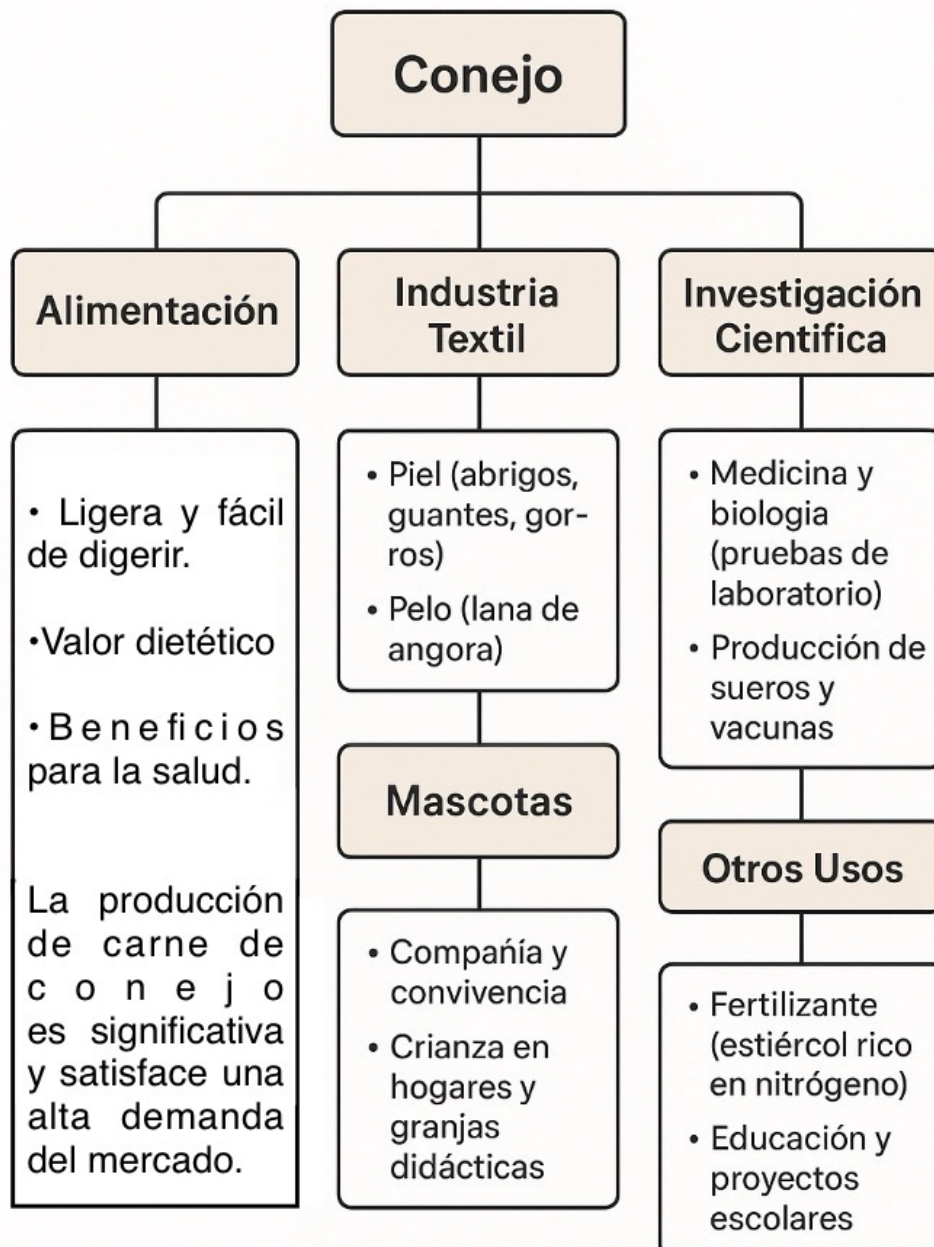 Conejo
Alimentación
• Ligera y fácil
de digerir.
•Valor dietético
•Beneficios
para la salud.
La producción
de carne de
conejo
es significativa
y satisface una
alta demanda
del mercado.
Industria
Textil
• Piel (abrigos,
guantes, gor-
ros)
• Pelo (lana de
angora)
Mascotas
• Compańía y
convivencia
• Crianza en
hogares y
granjas
didácticas
Investigación
Cientifica
• Medicina y
biologia
(pruebas de
laboratorio)
• Producción de
sueros y
vacunas
Otros Usos
• Fertilizante
(estiércol rico
en nitrógeno)
• Educación y
proyectos
escolares